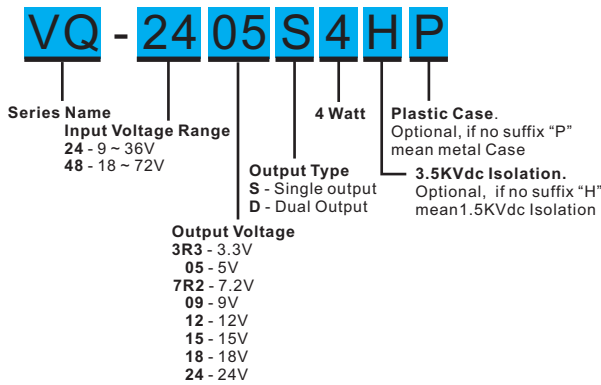 VQ - 24 05 S 4 H P
Series Name
Input Voltage Range
24 - 9 ~ 36V
48 - 18 ~ 72V
Output Voltage
3R3 - 3.3V
05 - 5V
7R2 - 7.2V
09 - 9V
12 - 12V
15 - 15V
18 - 18V
24 - 24V
Output Type
S - Single output
D - Dual Output
4 Watt
Plastic Case.
Optional, if no suffix “P”
mean metal Case
3.5KVdc Isolation.
Optional, if no suffix “H”
mean1.5KVdc Isolation